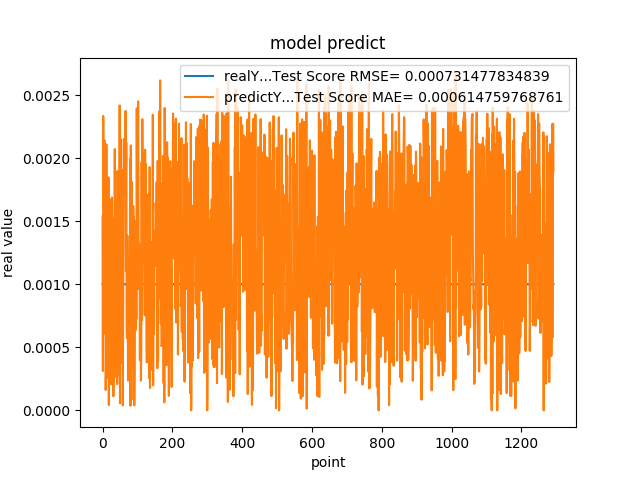 model predict
realY...Test Score RMSE= 0.000731477834839
predictY...Test Score MAE= 0.000614759768761
0.0025
0.0020
0.0015
0.0010
0.0005
0.0000
real value
0 200 400 600 800 1000 1200
point